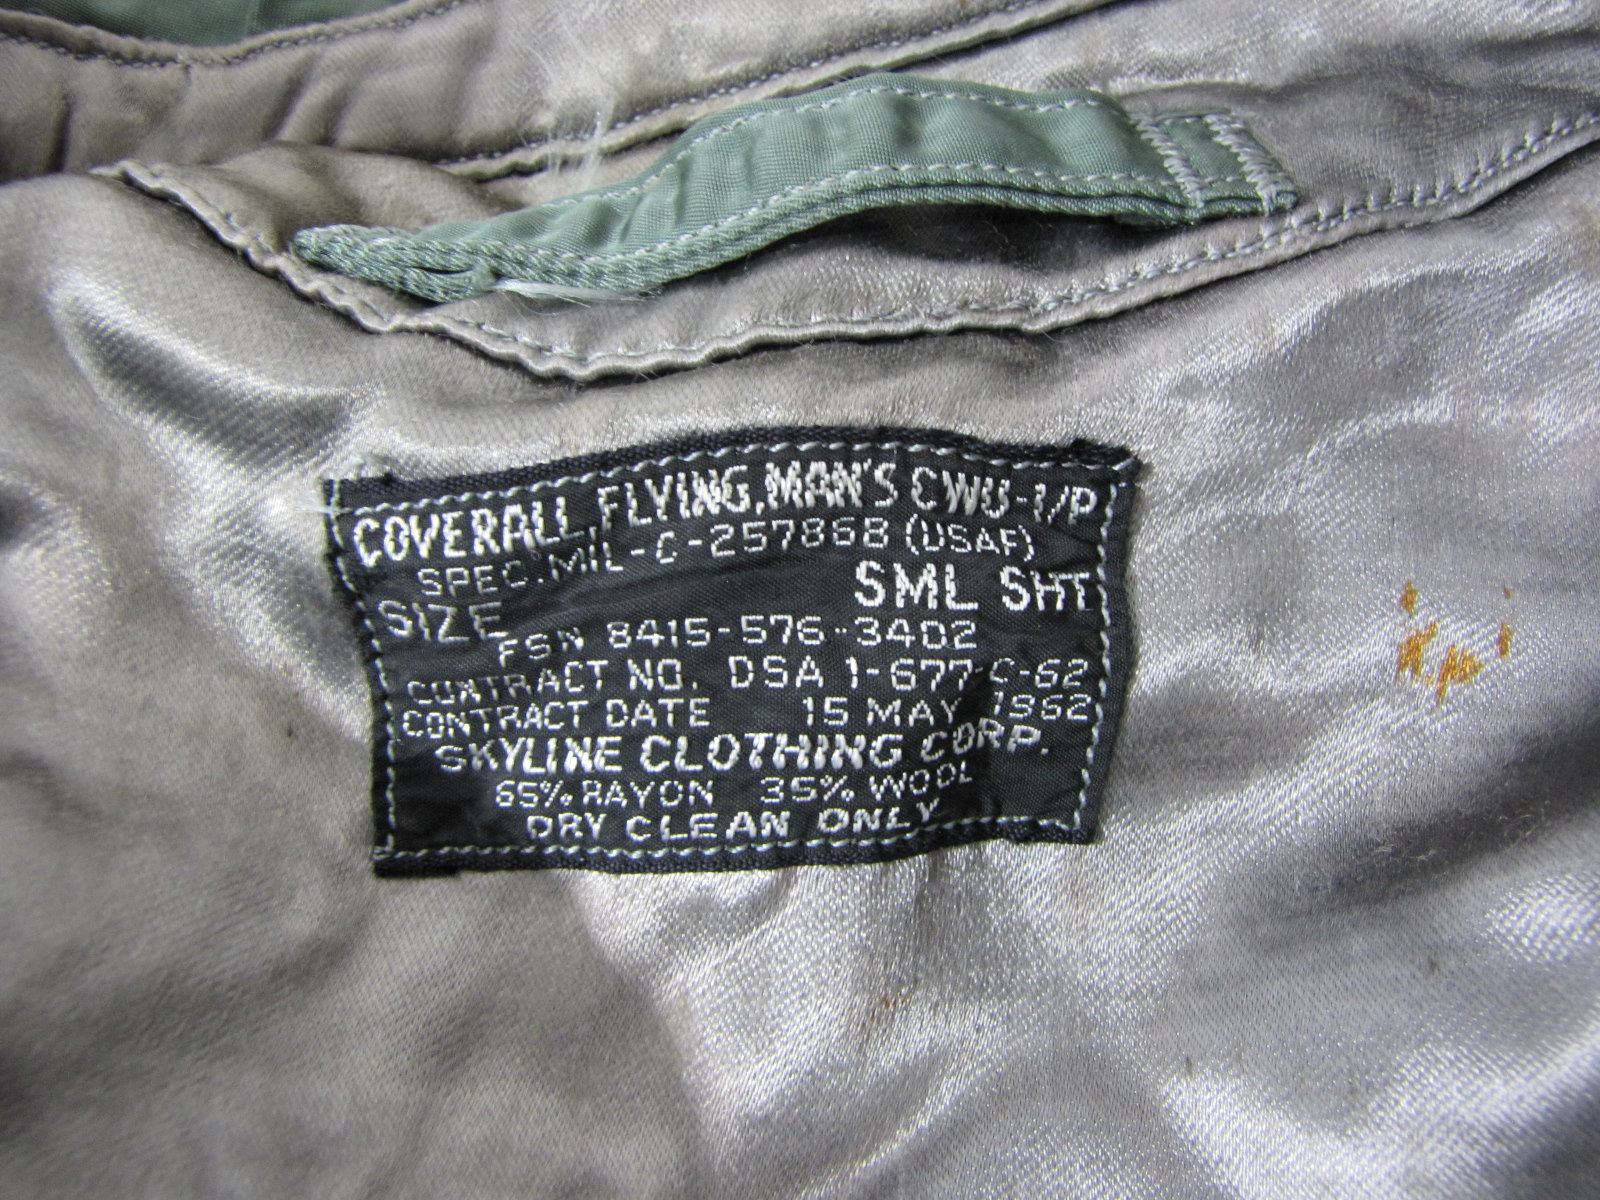 COVERALL, FLYING, MAN'S CWU-1/P
SPEC. MIL-C-257868 (USAF)
SIZE SML SHT
FSN 8415-576-3402
CONTRACT NO. DSA 1-677 C-62
CONTRACT DATE 15 MAY 1962
SKYLINE CLOTHING CORP.
65% RAYON 35% WOOL
DRY CLEAN ONLY